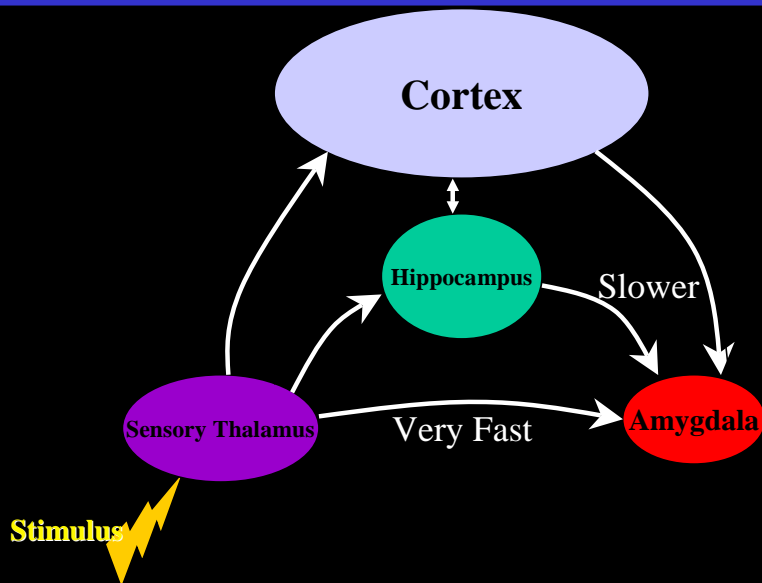 Cortex
Hippocampus
Slower
Sensory Thalamus
Very Fast
Amygdala
Stimulus